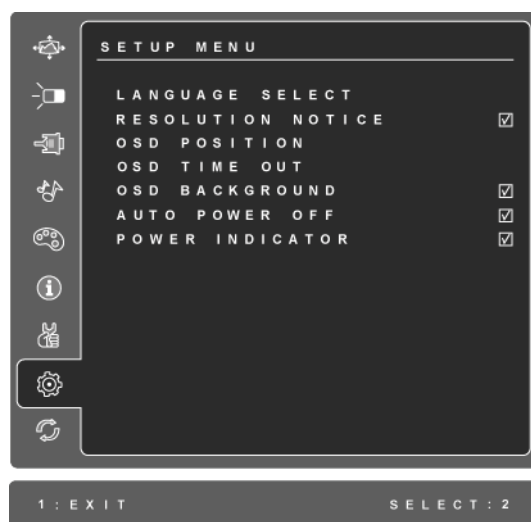 SETUP MENU
LANGUAGE SELECT
RESOLUTION NOTICE
OSD POSITION
OSD TIME OUT
OSD BACKGROUND
AUTO POWER OFF
POWER INDICATOR
1:EXIT SELECT:2